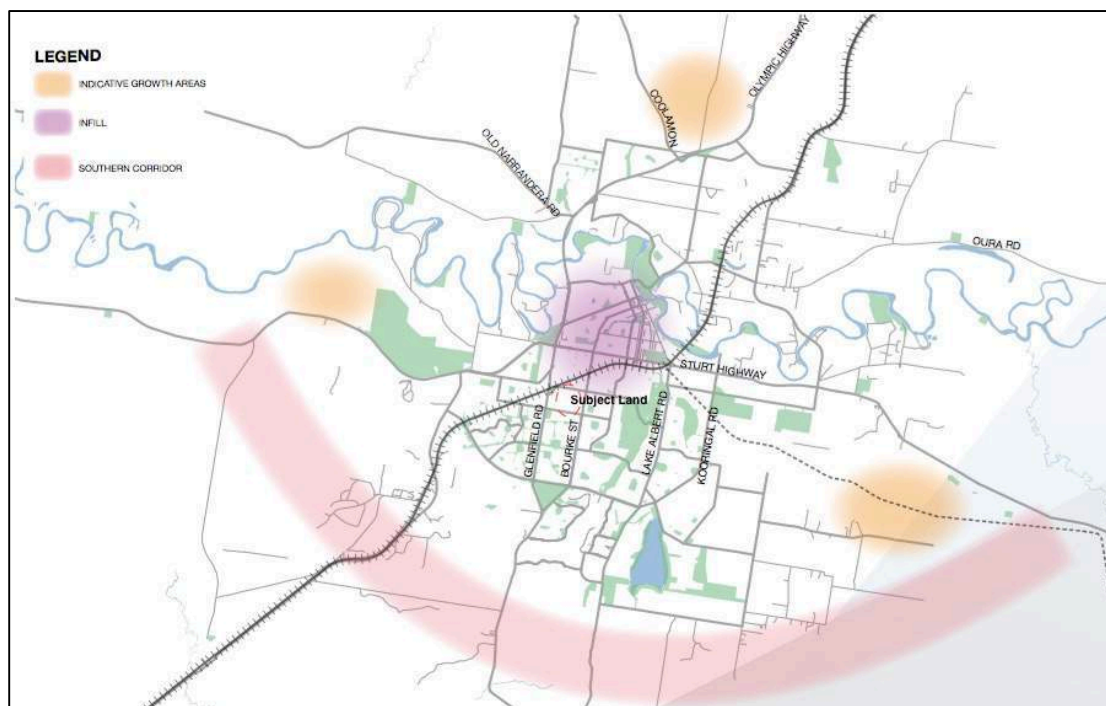 LEGEND
INDICATIVE GROWTH AREAS
INFILL
SOUTHERN CORRIDOR
COOLAMON
OLYMPIC HIGHWAY
OLD NARRANDERA RD
OURA RD
STURT HIGHWAY
Subject Land
GLENFIELD RD
BOURKE ST
LAKE ALBERT RD
KOORINGAL RD